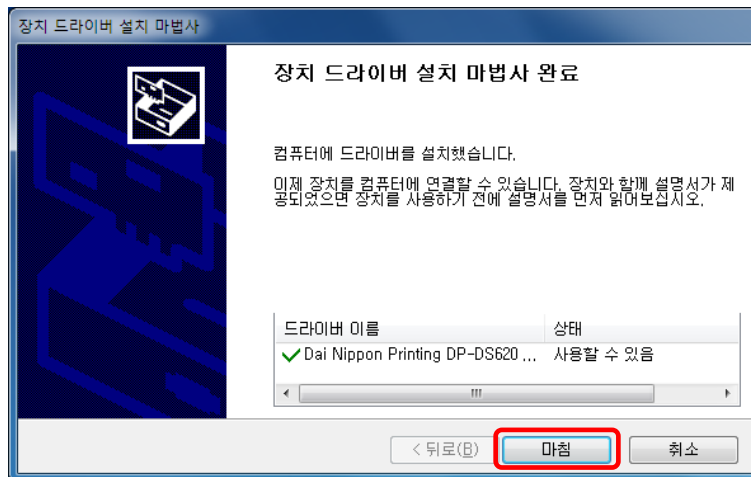 장치 드라이버 설치 마법사
장치 드라이버 설치 마법사 완료
컴퓨터에 드라이버를 설치했습니다.
이제 장치를 컴퓨터에 연결할 수 있습니다. 장치와 함께 설명서가 제
공되었으면 장치를 사용하기 전에 설명서를 먼저 읽어보십시오.
드라이버 이름 상태
Dai Nippon Printing DP-DS620 ... 사용할 수 있음
< 뒤로(B) 마침 취소